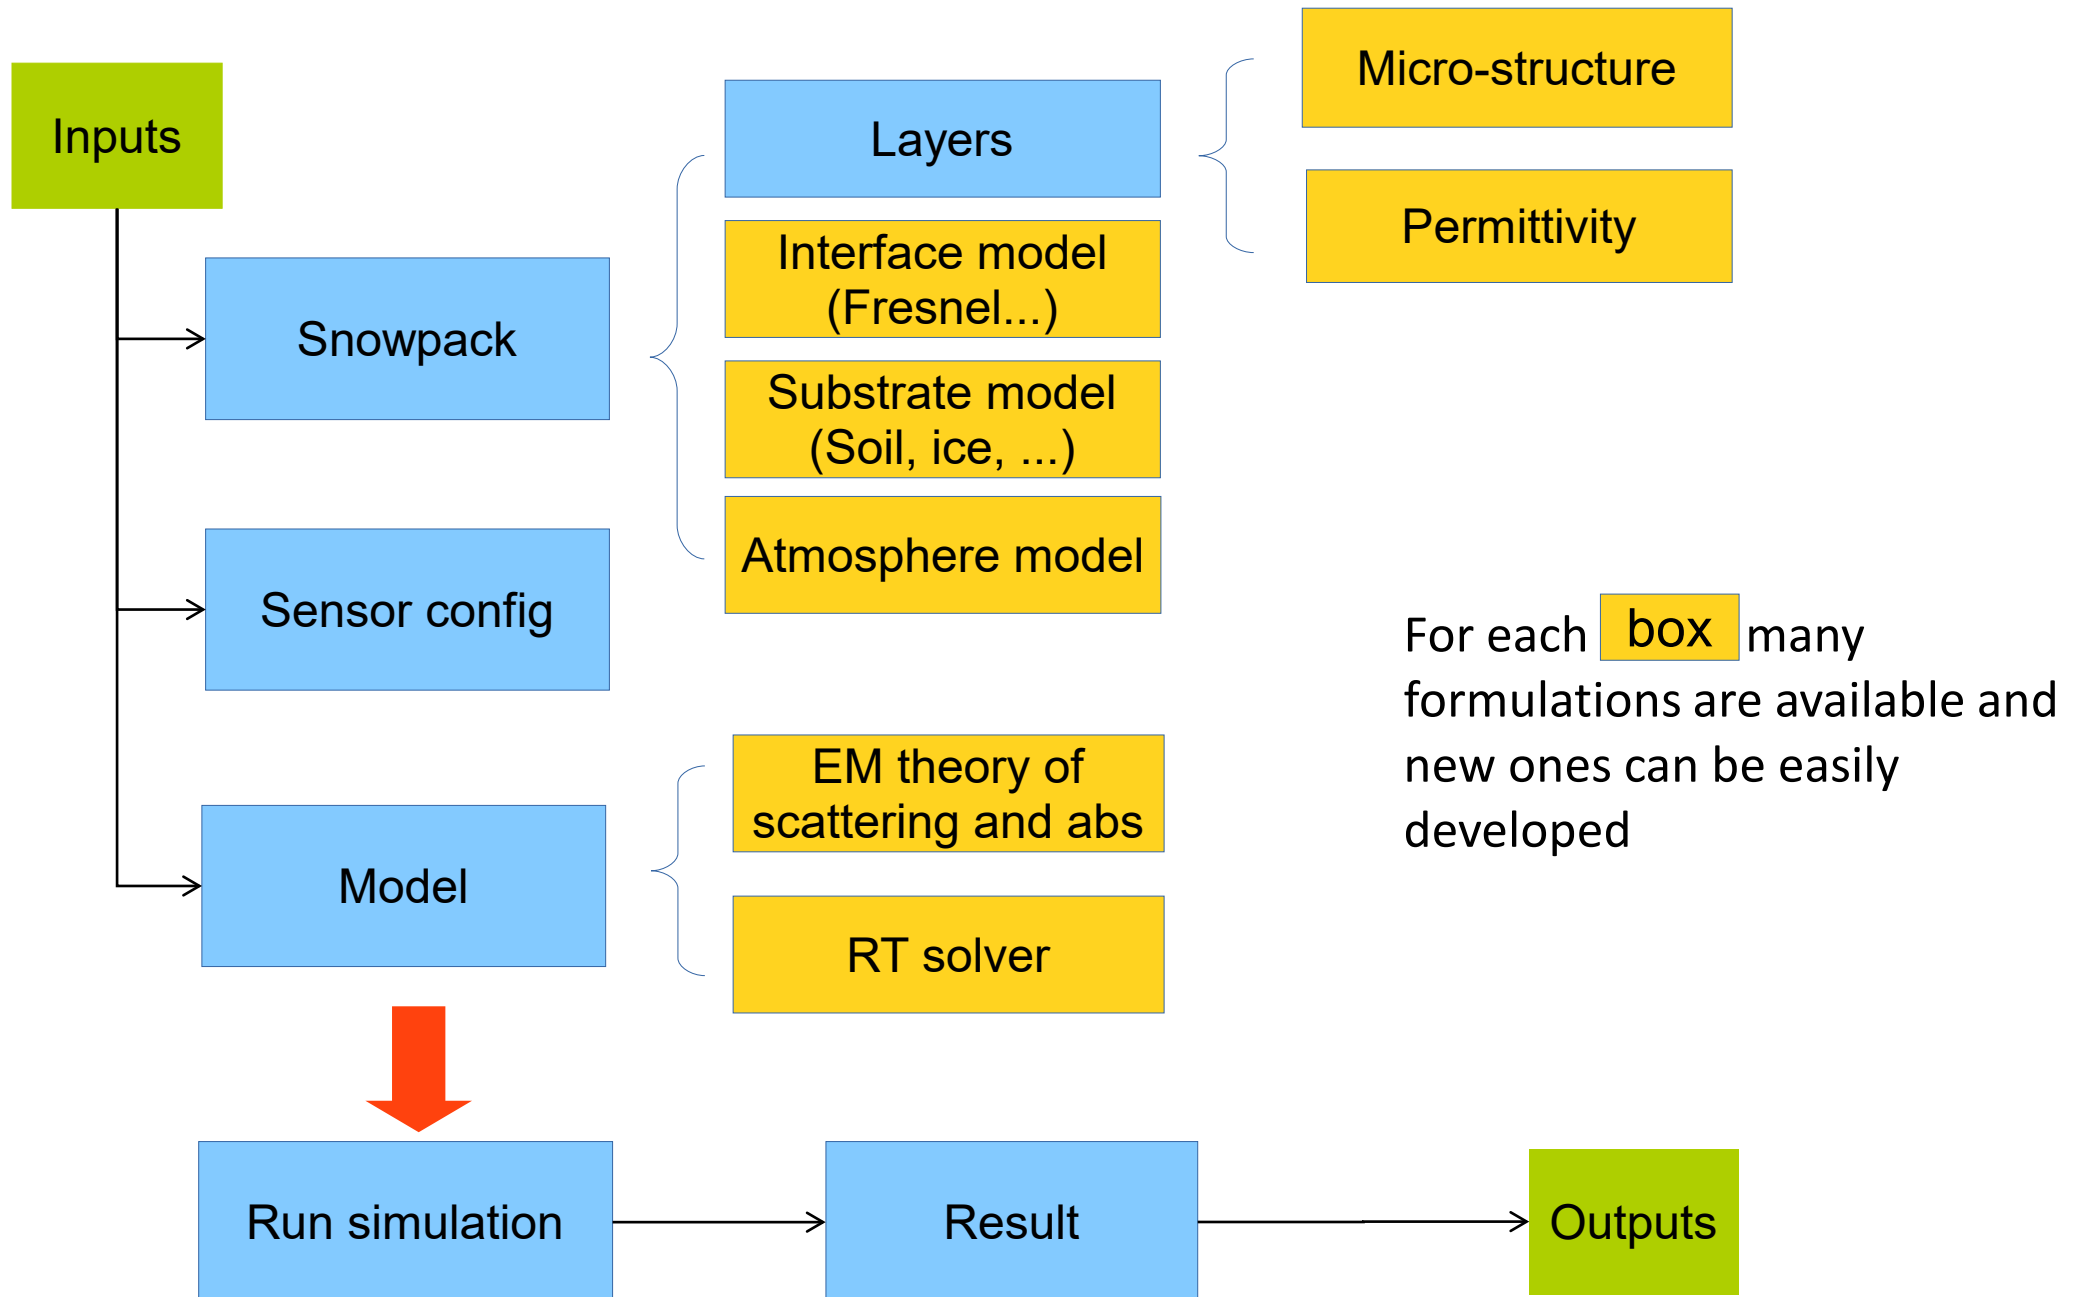 Inputs
Snowpack
Sensor config
Model
Layers
Interface model
(Fresnel...)
Substrate model
(Soil, ice, ...)
Atmosphere model
Micro-structure
Permittivity
EM theory of
scattering and abs
RT solver
For each box many
formulations are available and
new ones can be easily
developed
Run simulation
Result
Outputs